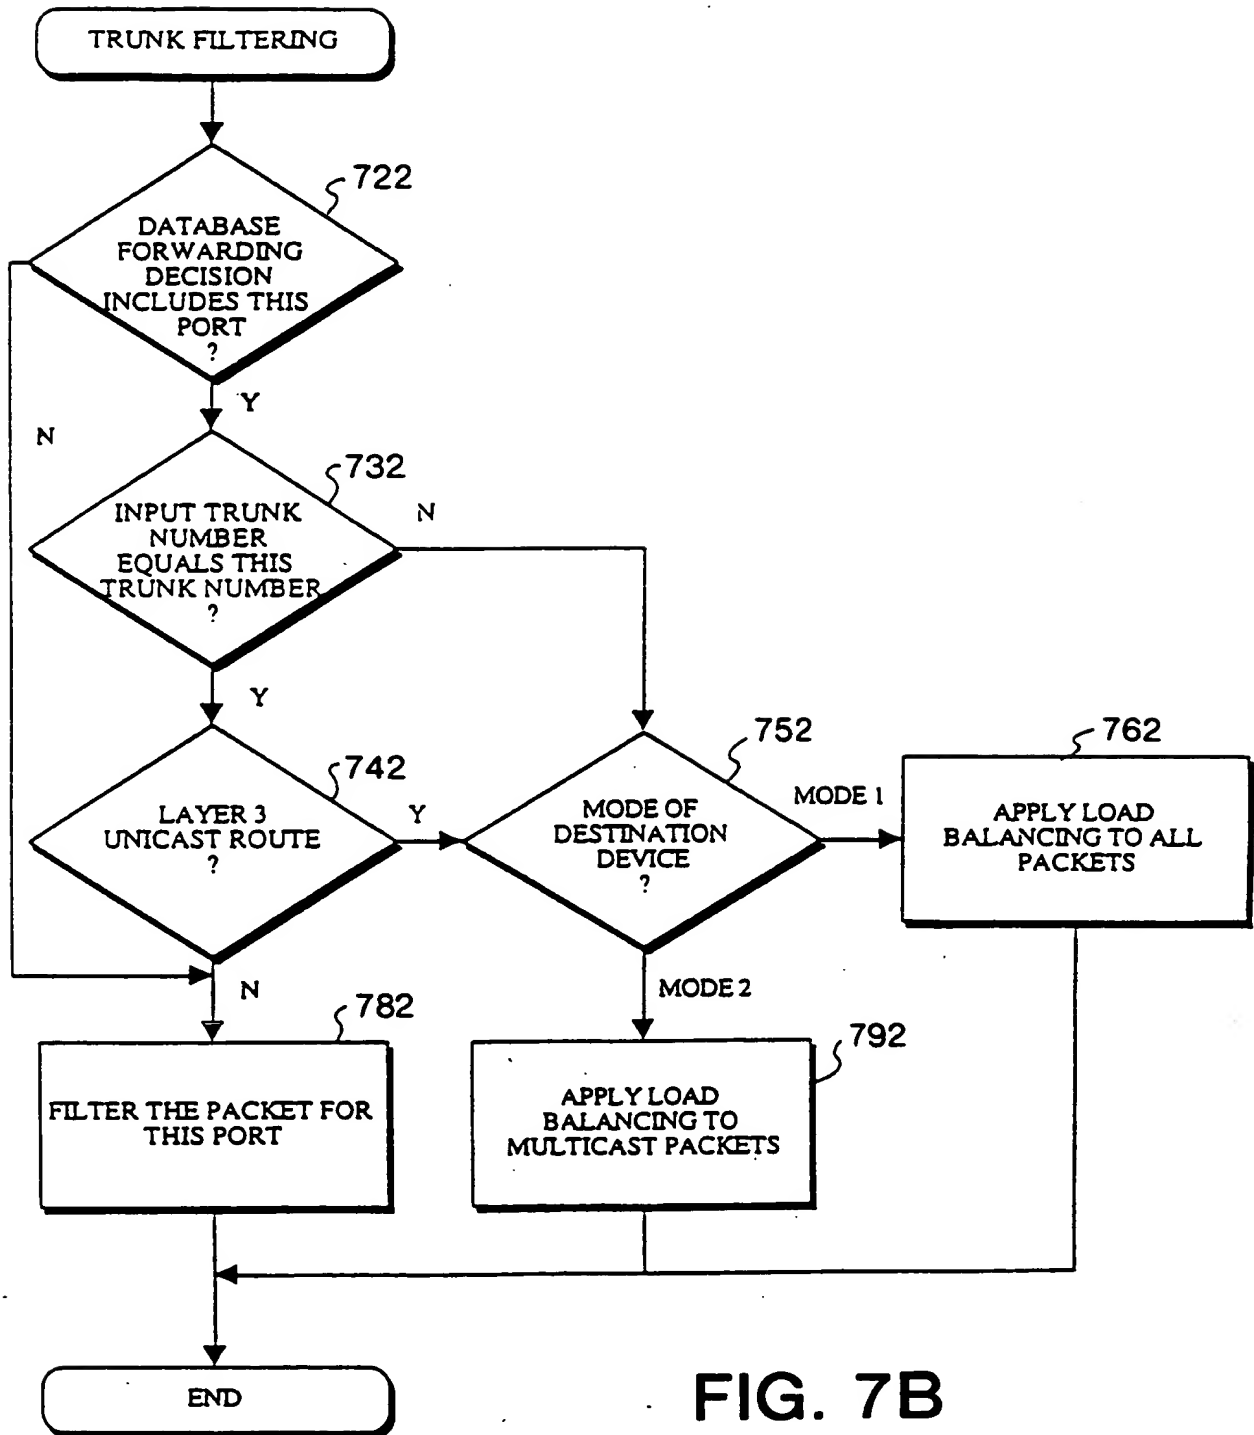 TRUNK FILTERING
722
DATABASE
FORWARDING
DECISION
INCLUDES THIS
PORT
?
Y
N
732
INPUT TRUNK
NUMBER
EQUALS THIS
TRUNK NUMBER
?
N
Y
742
LAYER 3
UNICAST ROUTE
?
Y
N
752
MODE OF
DESTINATION
DEVICE
?
MODE 1
MODE 2
762
APPLY LOAD
BALANCING TO ALL
PACKETS
782
FILTER THE PACKET FOR
THIS PORT
792
APPLY LOAD
BALANCING TO
MULTICAST PACKETS
END
FIG. 7B